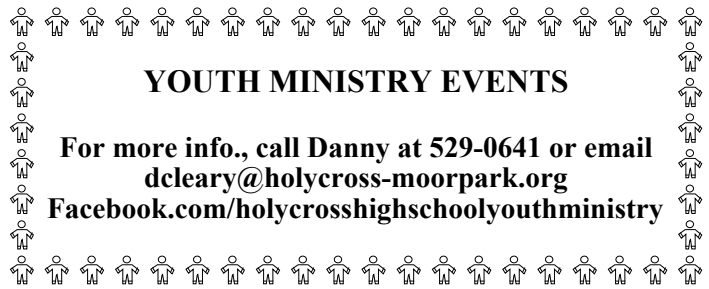 YOUTH MINISTRY EVENTS
For more info., call Danny at 529-0641 or email
dcleary@holycross-moorpark.org
Facebook.com/holycrosshighschoolyouthministry